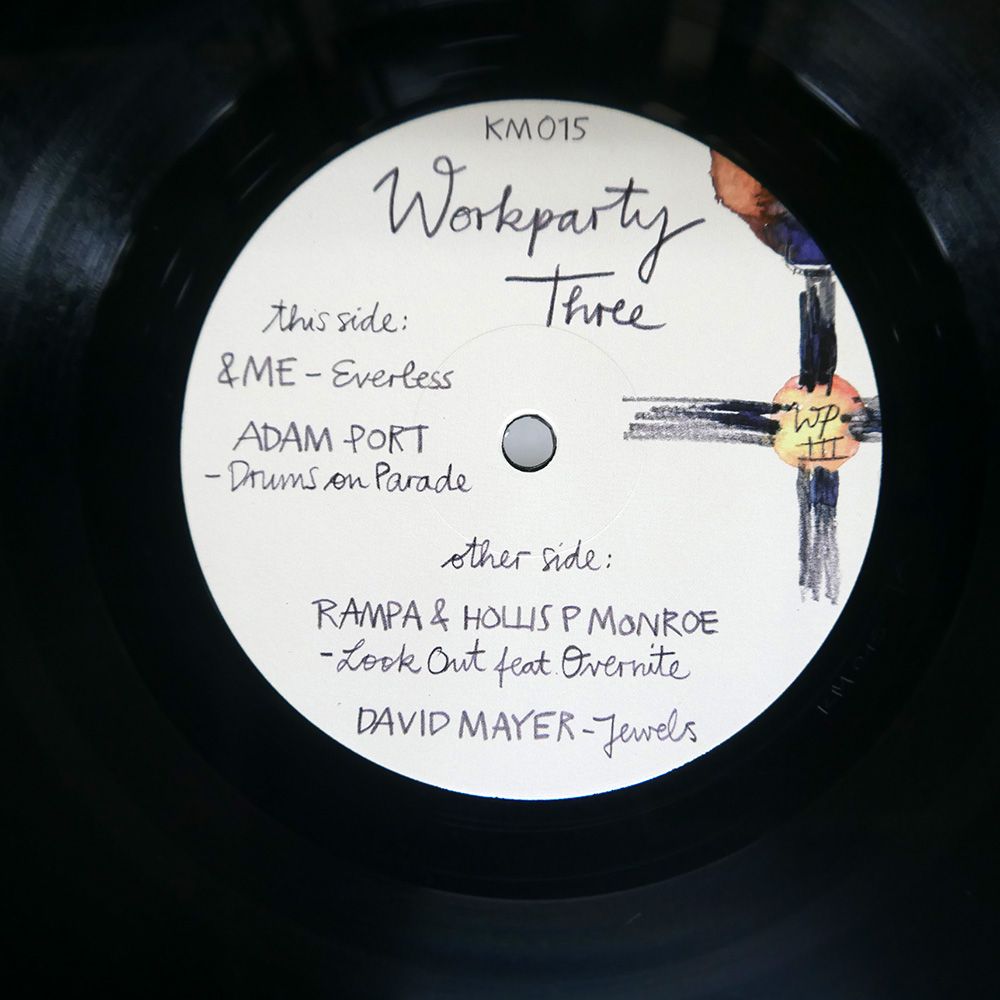 KM015
Workparty
Three
this side:
&ME - Everless
ADAM PORT
- Drums on Parade
WP
III
other side:
RAMPA & HOLLIS P MONROE
- Look Out feat. Overnite
DAVID MAYER - Jewels